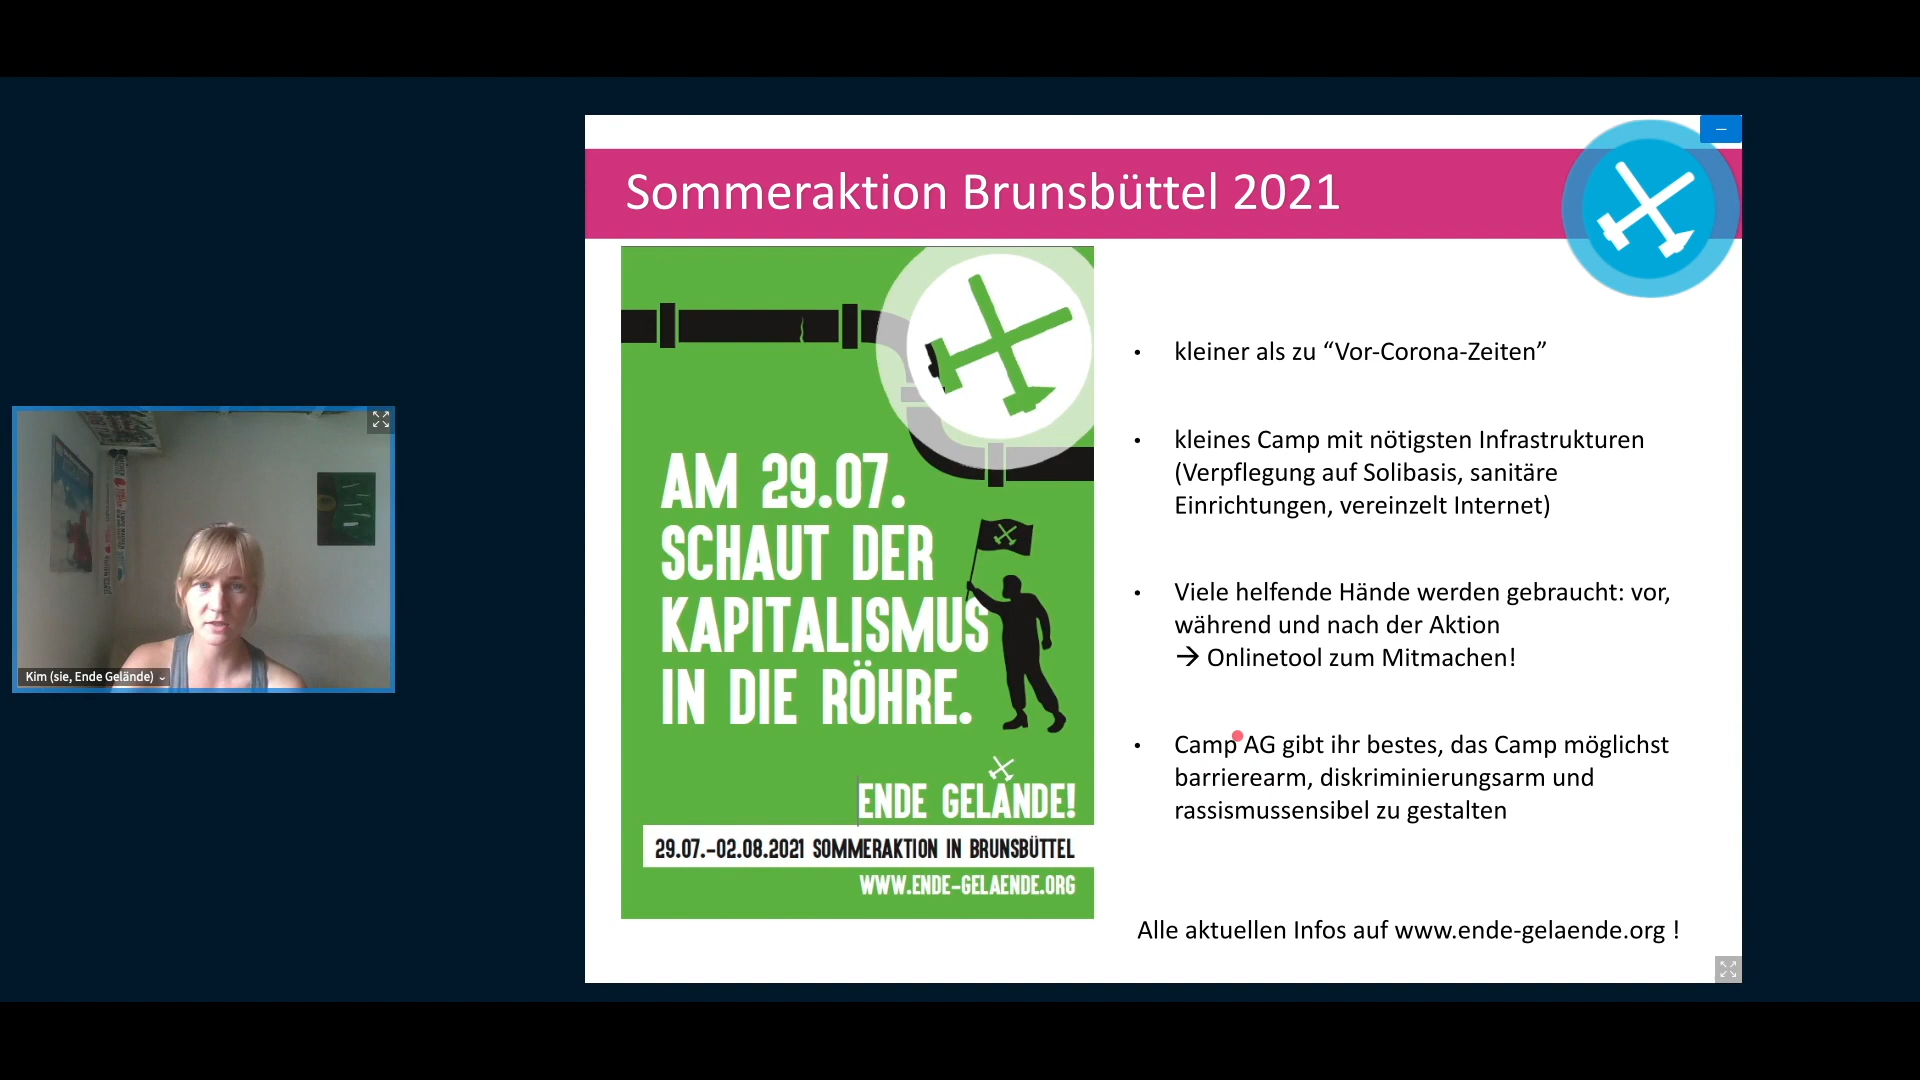 Sommeraktion Brunsbüttel 2021
AM 29.07.
SCHAUT DER
KAPITALISMUS
IN DIE RÖHRE.
ENDE GELÄNDE!
29.07.-02.08.2021 SOMMERAKTION IN BRUNSBÜTTEL
WWW.ENDE-GELAENDE.ORG
• kleiner als zu “Vor-Corona-Zeiten”
• kleines Camp mit nötigsten Infrastrukturen
(Verpflegung auf Solibasis, sanitäre
Einrichtungen, vereinzelt Internet)
• Viele helfende Hände werden gebraucht: vor,
während und nach der Aktion
→ Onlinetool zum Mitmachen!
• Camp AG gibt ihr bestes, das Camp möglichst
barrierearm, diskriminierungsarm und
rassismussensibel zu gestalten
Alle aktuellen Infos auf www.ende-gelaende.org !
Kim (sie, Ende Gelände)